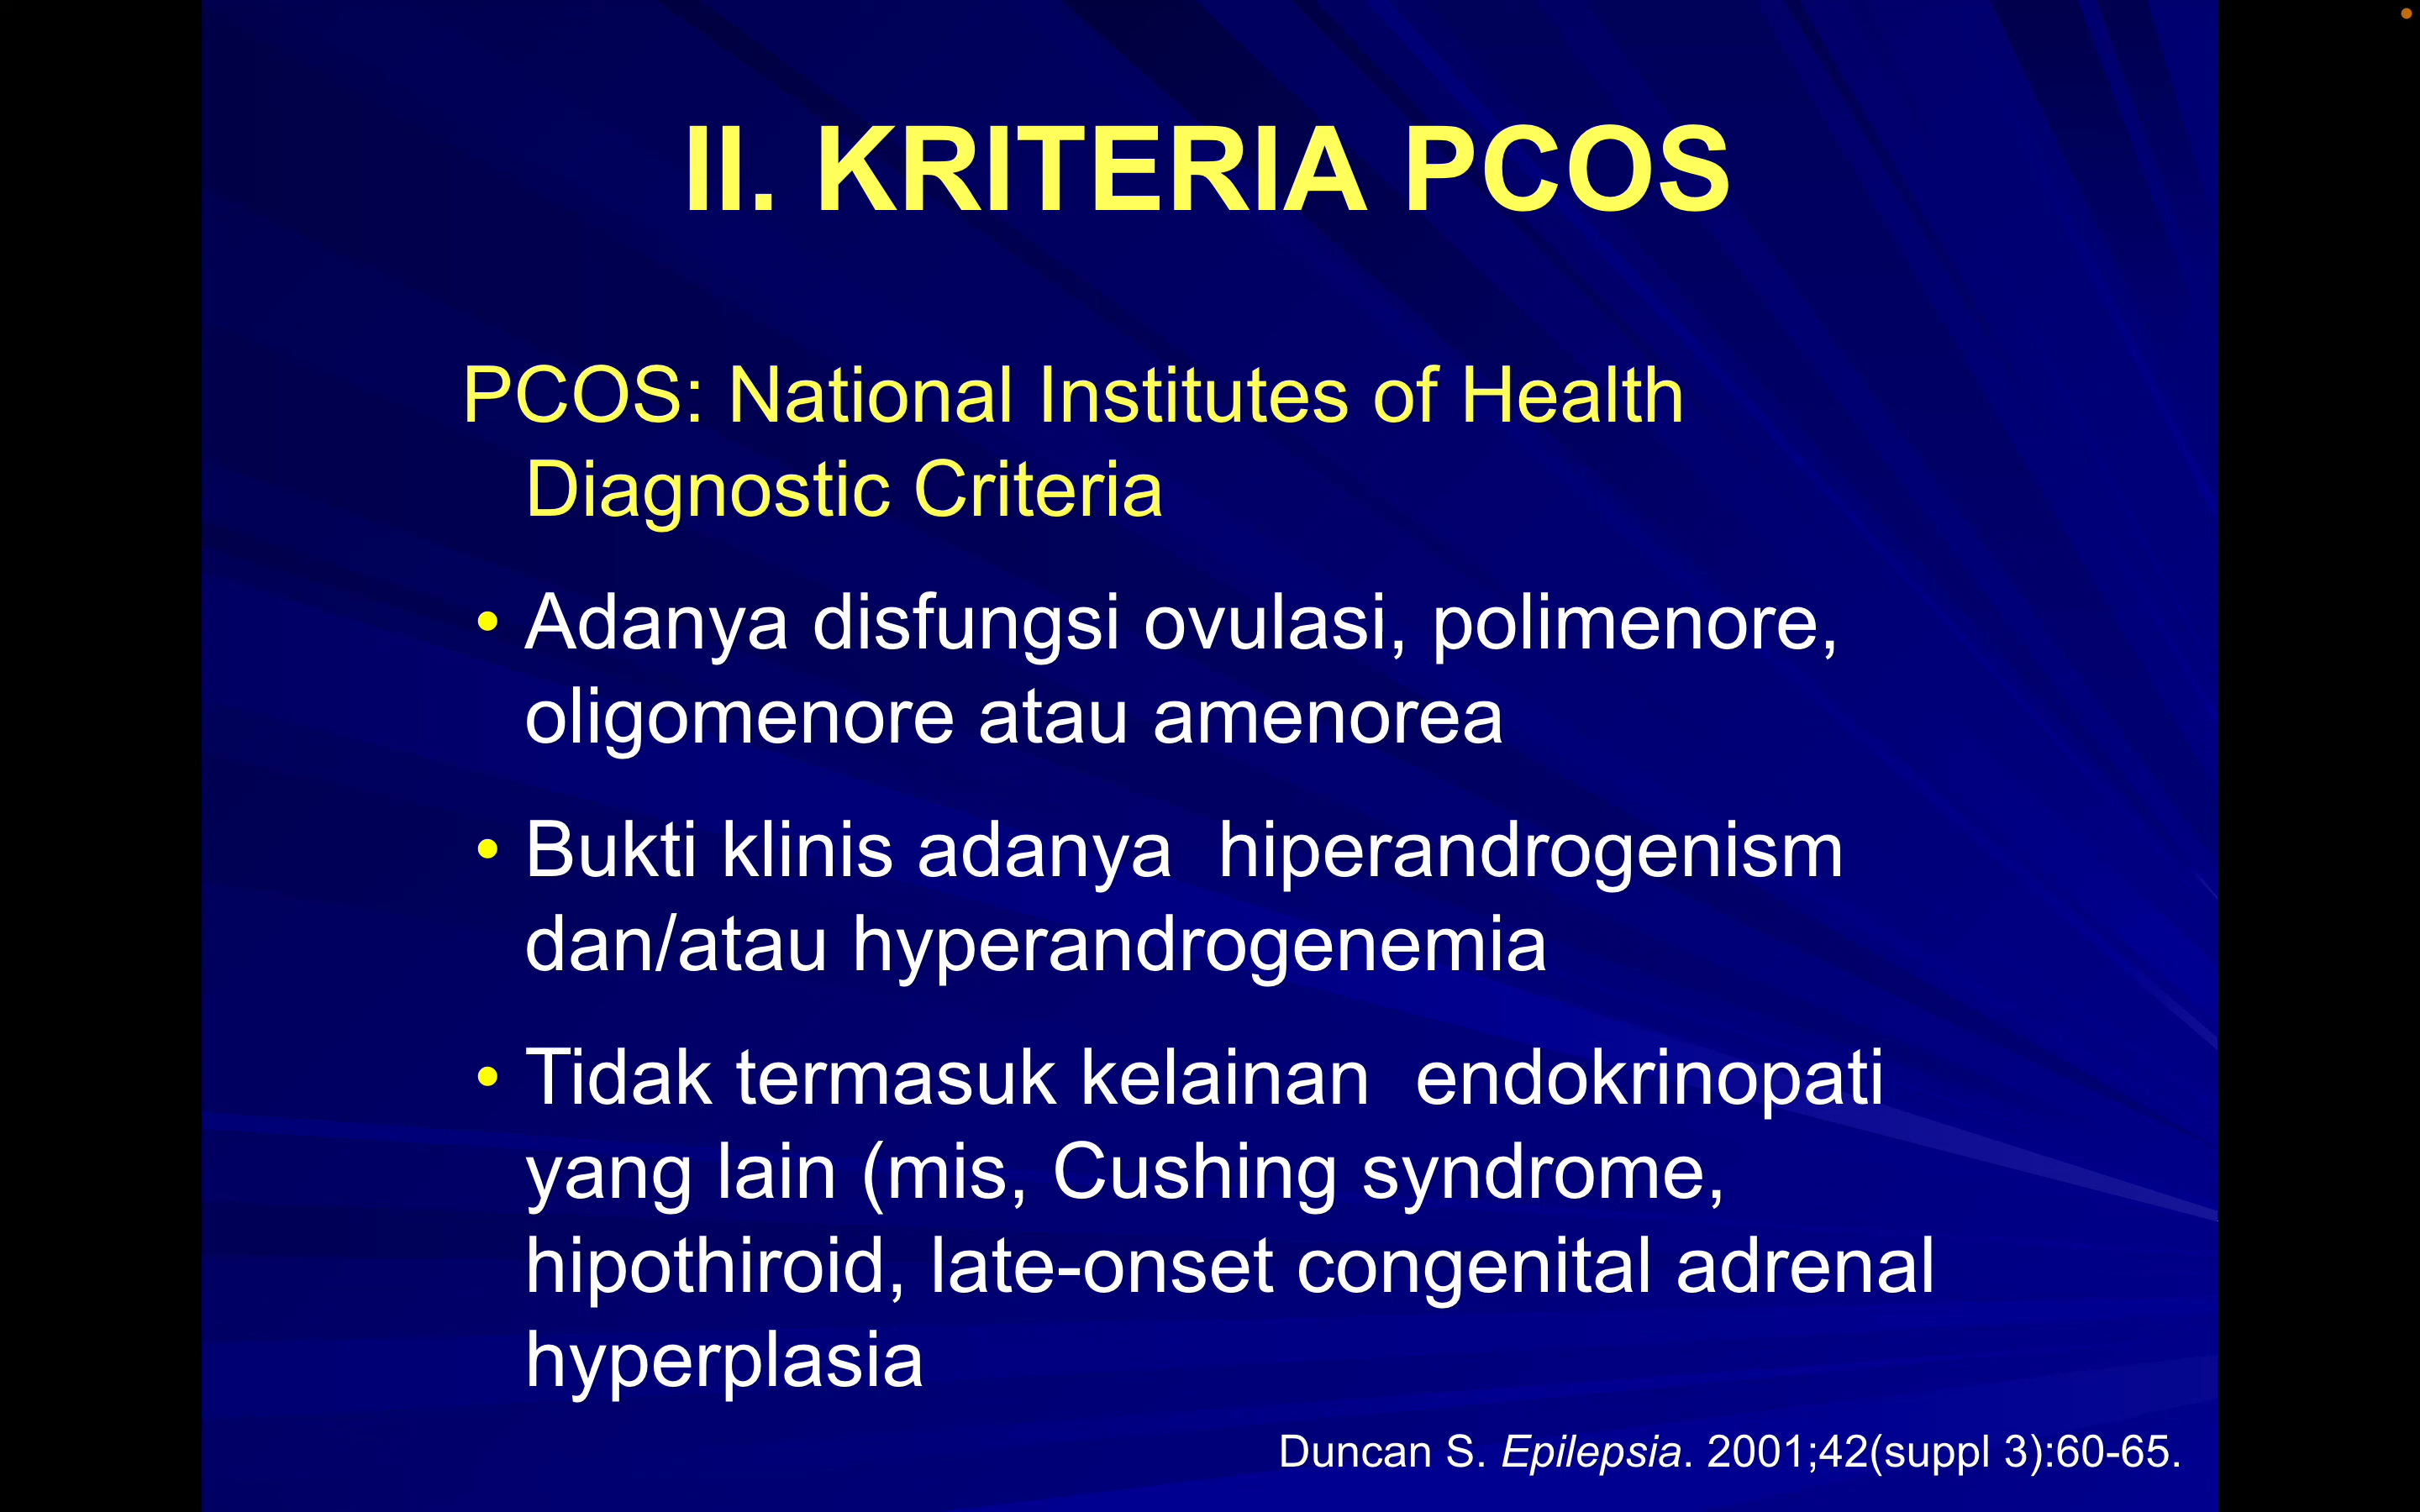 II. KRITERIA PCOS
PCOS: National Institutes of Health
Diagnostic Criteria
• Adanya disfungsi ovulasi, polimenore,
oligomenore atau amenorea
• Bukti klinis adanya  hiperandrogenism
dan/atau hyperandrogenemia
• Tidak termasuk kelainan  endokrinopati
yang lain (mis, Cushing syndrome,
hipothiroid, late-onset congenital adrenal
hyperplasia
Duncan S. Epilepsia. 2001;42(suppl 3):60-65.